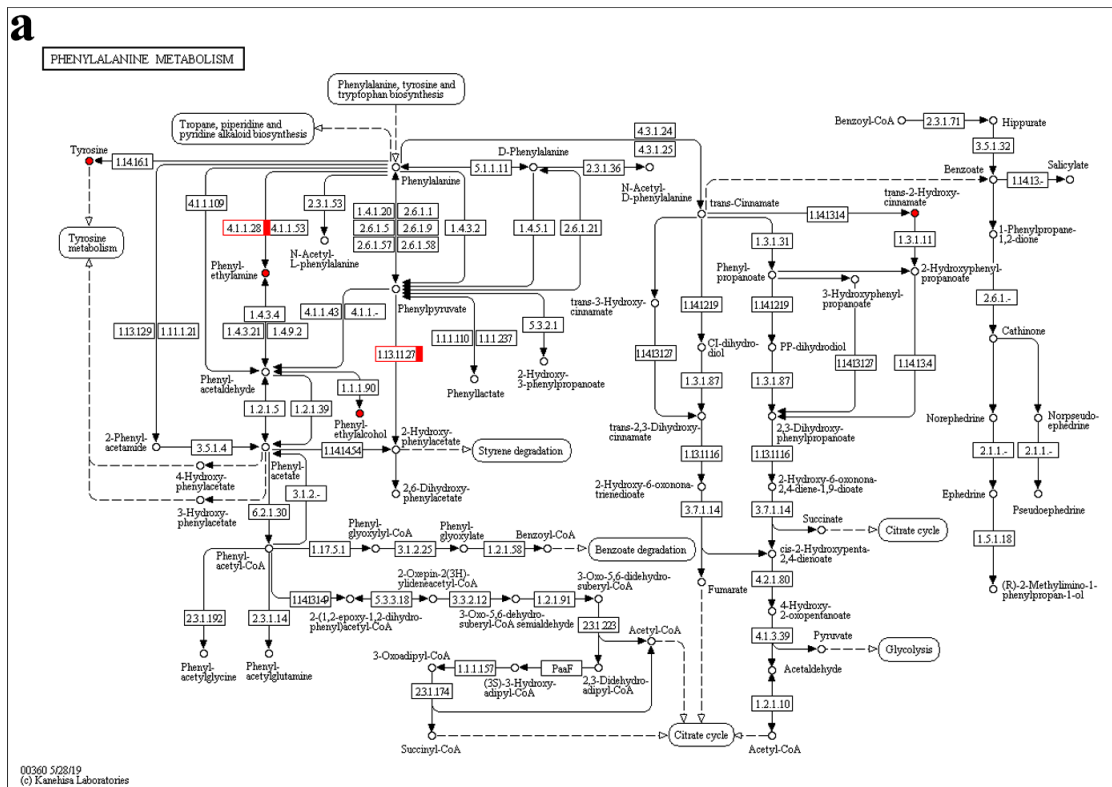 a
PHENYLALANINE METABOLISM
Phenylalanine, tyrosine and
tryptophan biosynthesis
Tropane, piperidine and
pyridine alkaloid biosynthesis
4.3.1.24
4.3.1.25
Benzoyl-CoA
2.3.1.71
Hippurate
3.5.1.32
Tyrosine
1.14.16.1
D-Phenylalanine
5.1.1.11
2.3.1.36
N-Acetyl-
D-phenylalanine
Phenylalanine
Benzoate
Salicylate
1.14.13.-
4.1.1.109
2.3.1.53
trans-Cinnamate
trans-2-Hydroxy-
cinnamate
1.14.13.14
4.1.1.28
4.1.1.53
1.4.1.20
2.6.1.1
2.6.1.5
2.6.1.9
2.6.1.57
2.6.1.58
1.4.3.2
1.4.5.1
2.6.1.21
Tyrosine
metabolism
N-Acetyl-
L-phenylalanine
1.3.1.31
1.3.1.11
1-Phenylpropane-
1,2-dione
Phenyl-
ethylamine
Phenyl-
propanoate
2-Hydroxyphenyl-
propanoate
Phenylpyruvate
trans-3-Hydroxy-
cinnamate
3-Hydroxyphenyl-
propanoate
2.6.1.-
1.14.12.19
1.14.12.19
1.4.3.4
1.4.3.21
1.4.9.2
4.1.1.43
4.1.1.-
1.13.12.9
1.11.1.21
1.1.1.110
1.1.1.237
5.3.2.1
Cathinone
CI-dihydro-
diol
PP-dihydrodiol
1.13.11.27
1.14.13.127
1.14.13.127
1.14.13.4
Phenyl-
acetaldehyde
Phenyllactate
2-Hydroxy-
3-phenylpropanoate
1.1.1.90
1.3.1.87
1.3.1.87
1.2.1.5
1.2.1.39
Phenyl-
ethylalcohol
trans-2,3-Dihydroxy-
cinnamate
2,3-Dihydroxy-
phenylpropanoate
Norephedrine
Norpseudo-
ephedrine
2-Phenyl-
acetamide
3.5.1.4
Phenyl-
acetate
1.14.14.54
2-Hydroxy-
phenylacetate
Styrene degradation
1.13.11.16
1.13.11.16
2.1.1.-
2.1.1.-
4-Hydroxy-
phenylacetate
3-Hydroxy-
phenylacetate
3.1.2.-
2,6-Dihydroxy-
phenylacetate
2-Hydroxy-6-oxonona-
trienedioate
2-Hydroxy-6-oxonona-
2,4-diene-1,9-dioate
Ephedrine
Pseudoephedrine
6.2.1.30
3.7.1.14
3.7.1.14
Succinate
Citrate cycle
Phenyl-
acetyl-CoA
1.17.5.1
Phenyl-
glyoxylyl-CoA
3.1.2.25
Phenyl-
glyoxylate
1.2.1.58
Benzoyl-CoA
Benzoate degradation
cis-2-Hydroxypenta-
2,4-dienoate
1.5.1.18
4.2.1.80
Fumarate
(R)-2-Methylimino-1-
phenylpropan-1-ol
1.14.13.149
2-Oxepin-2(3H)-
ylideneacetyl-CoA
5.3.3.18
3.3.2.12
1.2.1.91
3-Oxo-5,6-didehydro-
suberyl-CoA
2-(1,2-epoxy-1,2-dihydro-
phenyl)acetyl-CoA
3-Oxo-5,6-dehydro-
suberyl-CoA semialdehyde
4-Hydroxy-
2-oxopentanoate
2.3.1.192
2.3.1.14
2.3.1.223
4.1.3.39
Pyruvate
Glycolysis
Acetyl-CoA
Phenyl-
acetylglycine
Phenyl-
acetylglutamine
3-Oxoadipyl-CoA
1.1.1.157
(3S)-3-Hydroxy-
adipyl-CoA
PaaF
2,3-Didehydro-
adipyl-CoA
Acetaldehyde
2.3.1.174
1.2.1.10
Succinyl-CoA
Citrate cycle
Acetyl-CoA
00360 5/28/19
(c) Kanehisa Laboratories